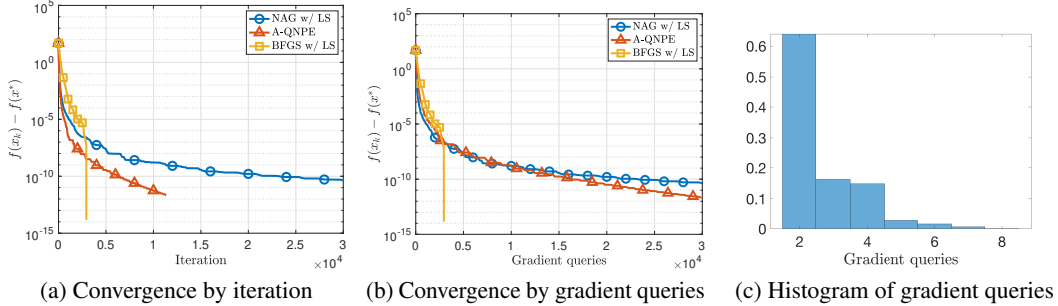 10^0
10^-5
10^-10
10^-15
f(x_k) − f(x*)
NAG w/ LS
A-QNPE
BFGS w/ LS
0 0.5 1 1.5 2 2.5 3
Iteration ×10^4
(a) Convergence by iteration
10^0
10^-5
10^-10
10^-15
f(x_k) − f(x*)
NAG w/ LS
A-QNPE
BFGS w/ LS
0 0.5 1 1.5 2 2.5 3
Gradient queries ×10^4
(b) Convergence by gradient queries
0.6
0.5
0.4
0.3
0.2
0.1
0
2 4 6 8
Gradient queries
(c) Histogram of gradient queries